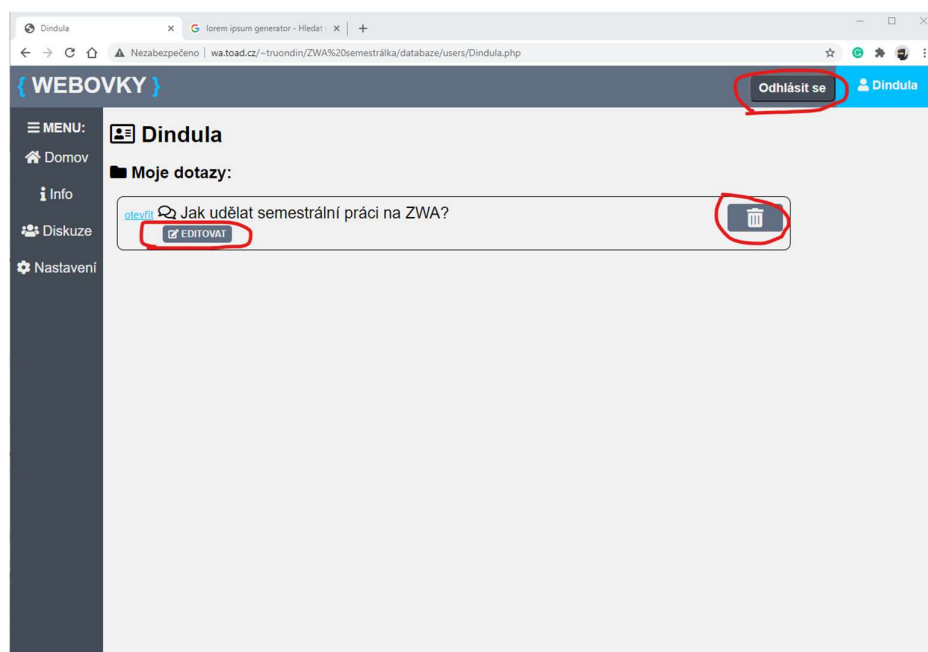 Dindula
lorem ipsum generator - Hledat
Nezabezpečeno | wa.toad.cz/~truondin/ZWA%20semestrálka/databaze/users/Dindula.php
{ WEBOVKY }
Odhlásit se
Dindula
MENU:
Domov
Info
Diskuze
Nastavení
Dindula
Moje dotazy:
otevřít Jak udělat semestrální práci na ZWA?
EDITOVAT